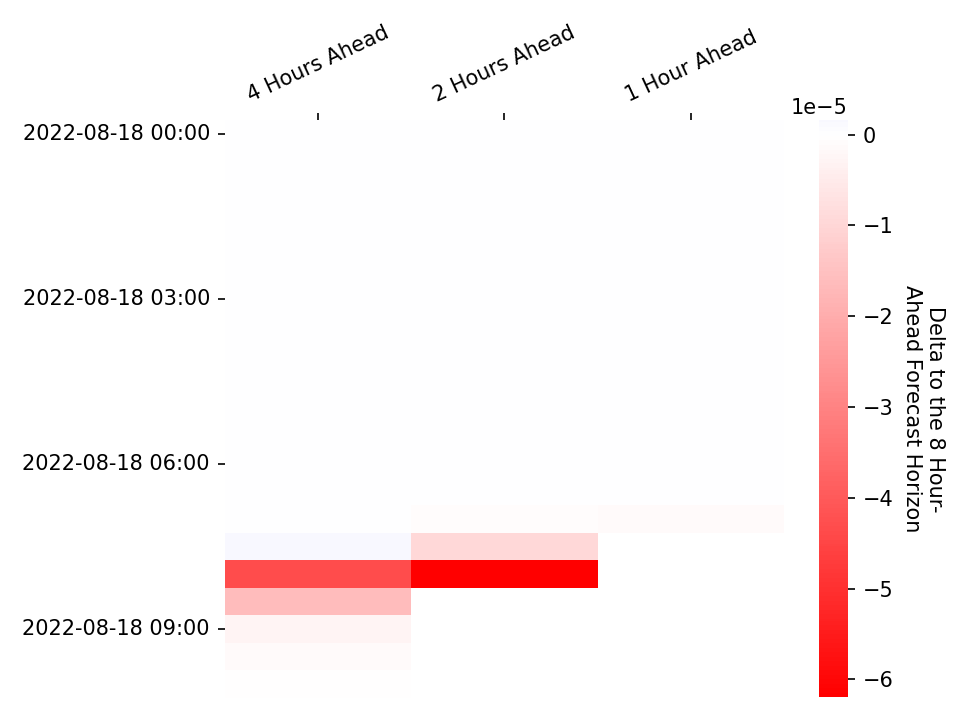 4 Hours Ahead
2 Hours Ahead
1 Hour Ahead
1e−5
2022-08-18 00:00
2022-08-18 03:00
2022-08-18 06:00
2022-08-18 09:00
0
−1
−2
−3
−4
−5
−6
Delta to the 8 Hour-
Ahead Forecast Horizon